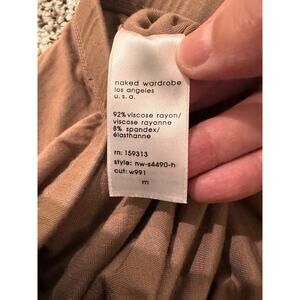 naked wardrobe
los angeles
u.s.a.
92% viscose rayon/
viscose rayonne
8% spandex/
élasthanne
rn: 159313
style: nw-s4490-h
cut: w991
m